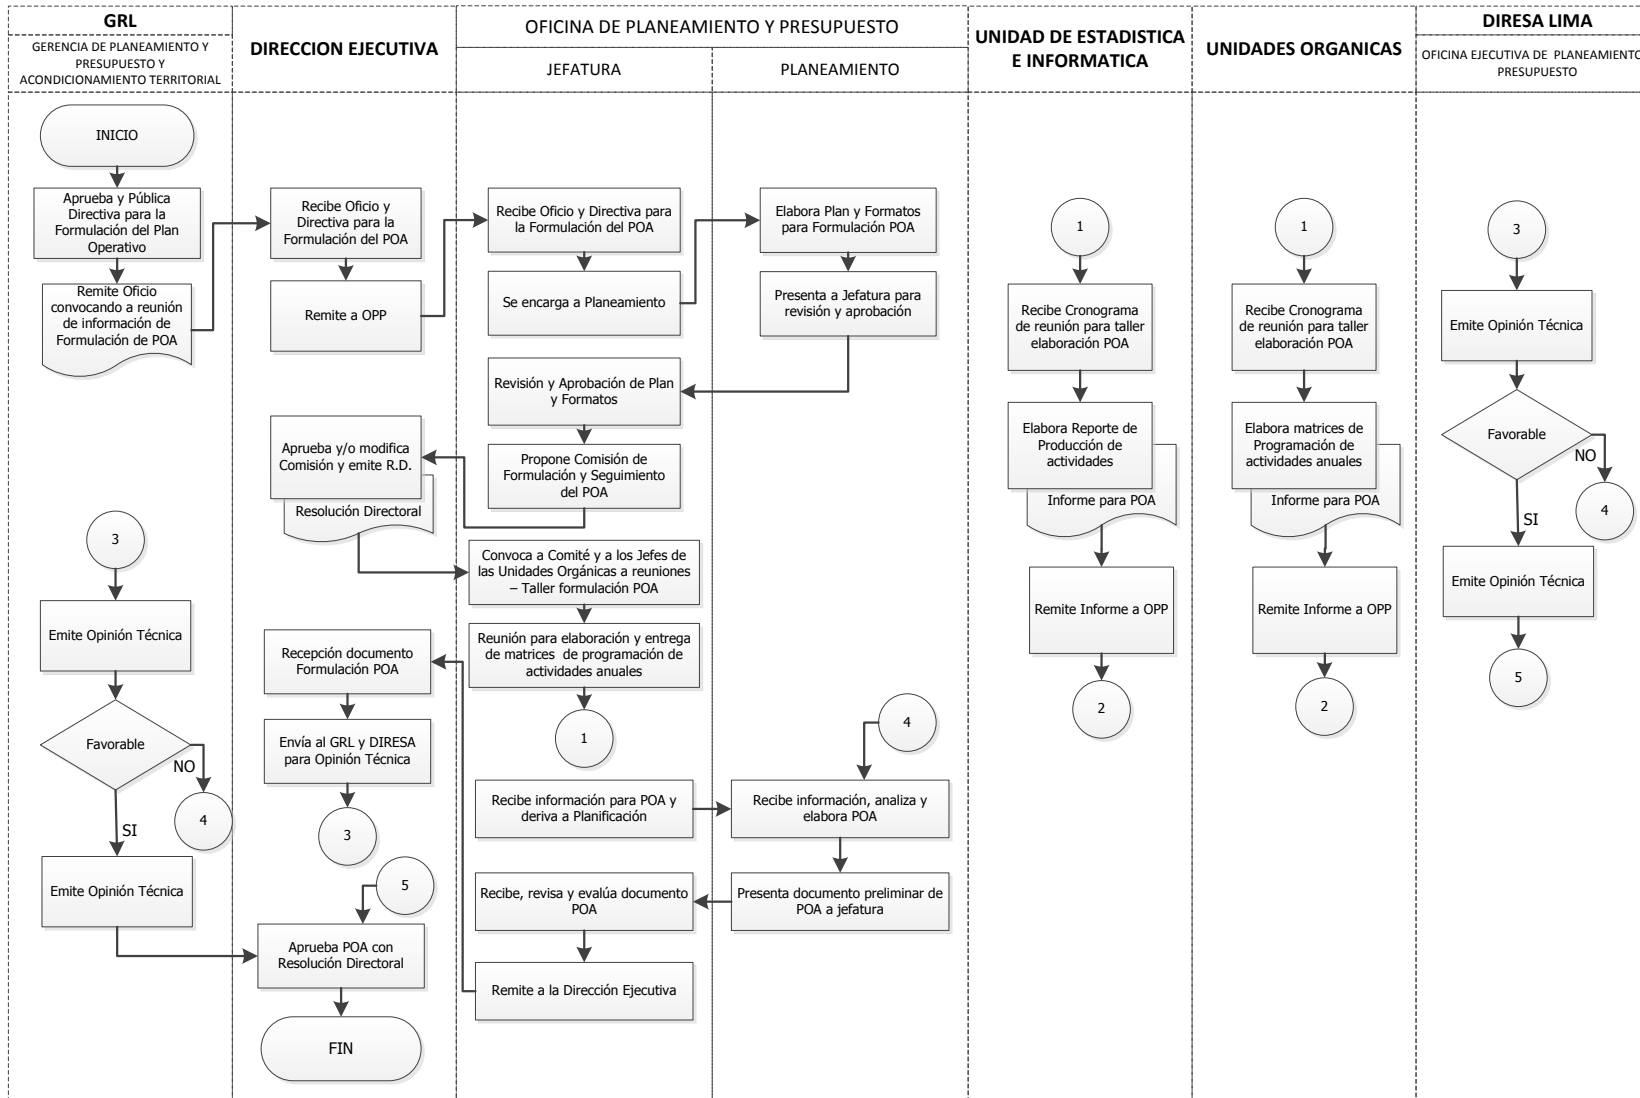 GRL
GERENCIA DE PLANEAMIENTO Y
PRESUPUESTO Y
ACONDICIONAMIENTO TERRITORIAL
DIRECCION EJECUTIVA
OFICINA DE PLANEAMIENTO Y PRESUPUESTO
JEFATURA
PLANEAMIENTO
UNIDAD DE ESTADISTICA
E INFORMATICA
UNIDADES ORGANICAS
DIRESA LIMA
OFICINA EJECUTIVA DE PLANEAMIENTO
PRESUPUESTO
INICIO
Aprueba y Pública
Directiva para la
Formulación del Plan
Operativo
Remite Oficio
convocando a reunión
de información de
Formulación de POA
3
Emite Opinión Técnica
Favorable
NO
4
SI
Emite Opinión Técnica
Recibe Oficio y
Directiva para la
Formulación del POA
Remite a OPP
Aprueba y/o modifica
Comisión y emite R.D.
Resolución Directoral
Recepción documento
Formulación POA
Envía al GRL y DIRESA
para Opinión Técnica
3
5
Aprueba POA con
Resolución Directoral
FIN
Recibe Oficio y Directiva para
la Formulación del POA
Se encarga a Planeamiento
Revisión y Aprobación de Plan
y Formatos
Propone Comisión de
Formulación y Seguimiento
del POA
Convoca a Comité y a los Jefes de
las Unidades Orgánicas a reuniones
– Taller formulación POA
Reunión para elaboración y entrega
de matrices de programación de
actividades anuales
1
Recibe información para POA y
deriva a Planificación
Recibe, revisa y evalúa documento
POA
Remite a la Dirección Ejecutiva
Elabora Plan y Formatos
para Formulación POA
Presenta a Jefatura para
revisión y aprobación
4
Recibe información, analiza y
elabora POA
Presenta documento preliminar de
POA a jefatura
1
Recibe Cronograma
de reunión para taller
elaboración POA
Elabora Reporte de
Producción de
actividades
Informe para POA
Remite Informe a OPP
2
1
Recibe Cronograma
de reunión para taller
elaboración POA
Elabora matrices de
Programación de
actividades anuales
Informe para POA
Remite Informe a OPP
2
3
Emite Opinión Técnica
Favorable
NO
4
SI
Emite Opinión Técnica
5